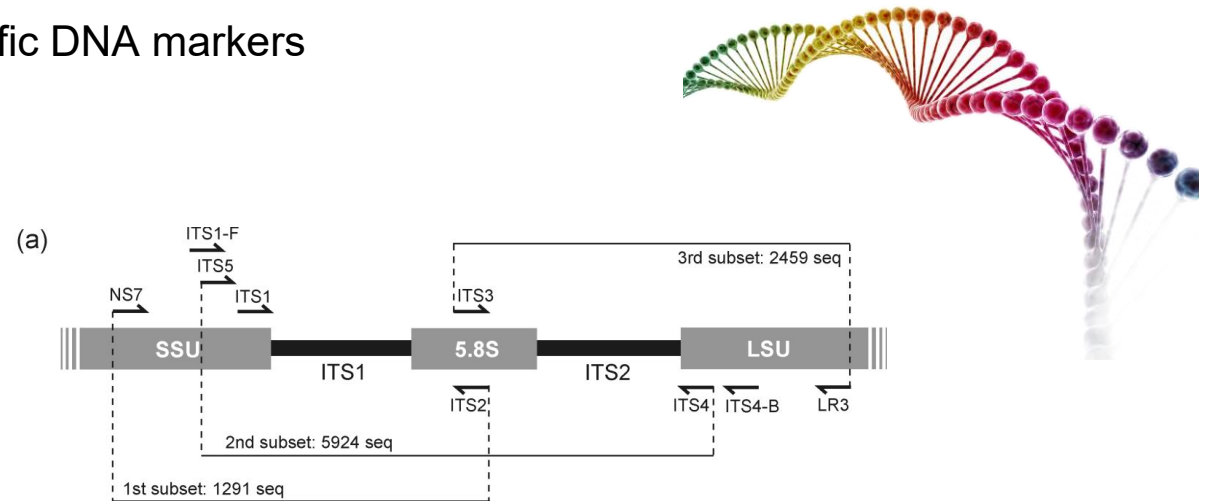 fic DNA markers
(a)
ITS1-F
ITS5
NS7
ITS1
ITS3
3rd subset: 2459 seq
SSU
5.8S
LSU
ITS1
ITS2
ITS2
ITS4
ITS4-B
LR3
2nd subset: 5924 seq
1st subset: 1291 seq